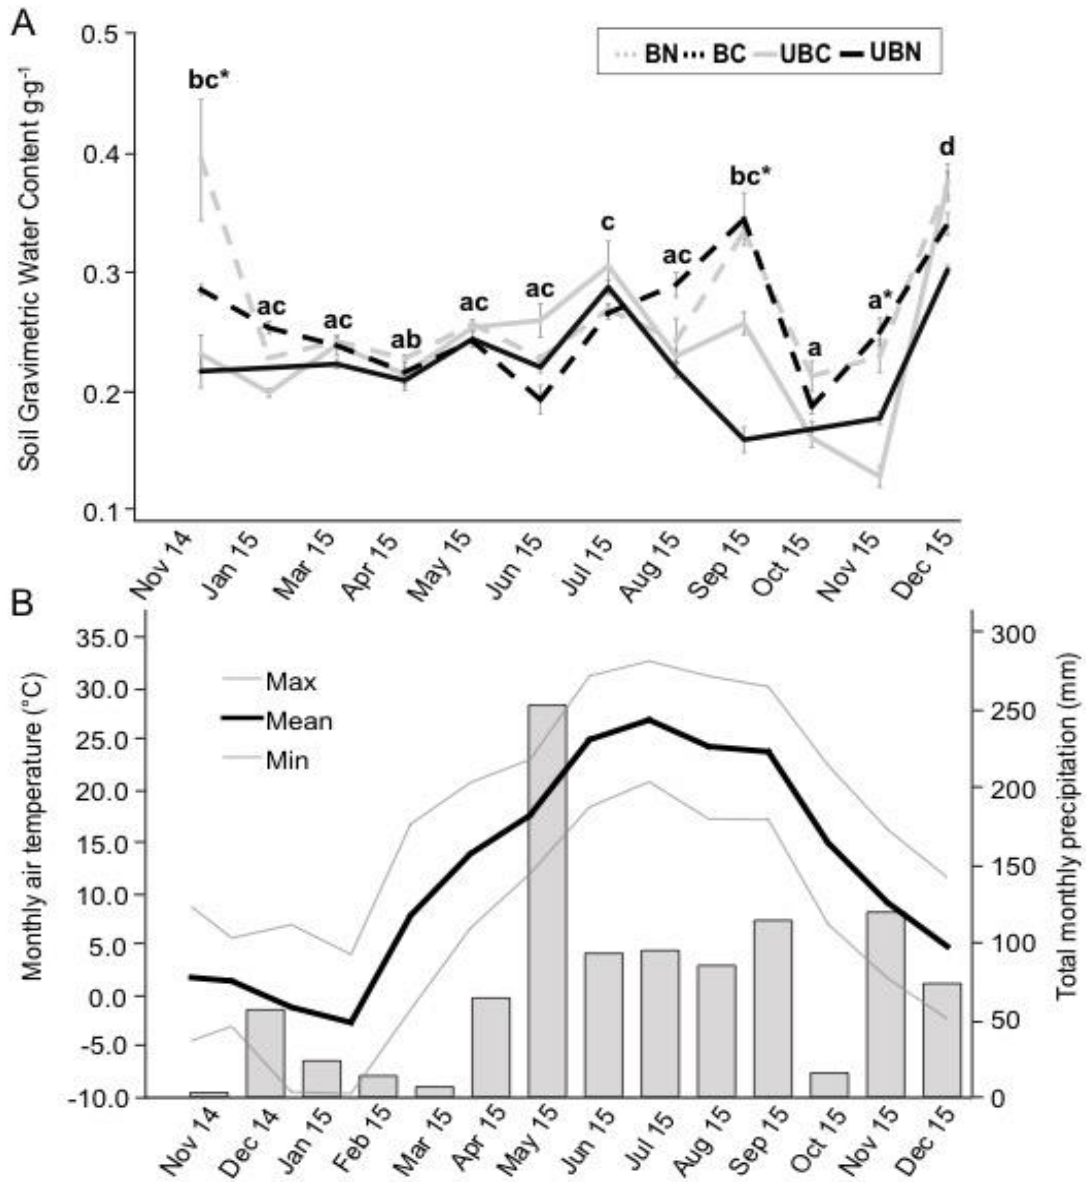 A
0.5
BN BC UBC UBN
Soil Gravimetric Water Content g-g⁻¹
bc*
0.4
d
bc*
c
0.3
ac
ac
ac
ab
ac
ac
a*
a
0.2
0.1
Nov 14
Jan 15
Mar 15
Apr 15
May 15
Jun 15
Jul 15
Aug 15
Sep 15
Oct 15
Nov 15
Dec 15
B
Monthly air temperature (°C)
35.0
30.0
25.0
20.0
15.0
10.0
5.0
0.0
-5.0
-10.0
Max
Mean
Min
300
250
200
150
100
50
0
Total monthly precipitation (mm)
Nov 14
Dec 14
Jan 15
Feb 15
Mar 15
Apr 15
May 15
Jun 15
Jul 15
Aug 15
Sep 15
Oct 15
Nov 15
Dec 15